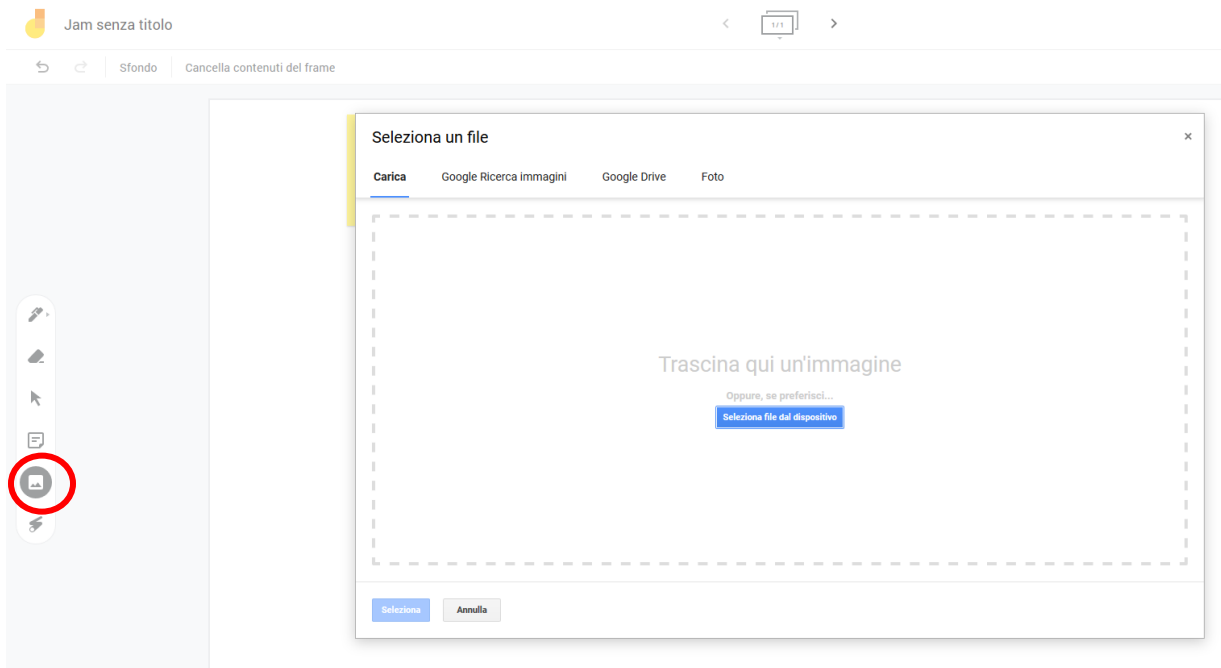 Jam senza titolo
1 / 1
Sfondo Cancella contenuti del frame
Seleziona un file
×
Carica Google Ricerca immagini Google Drive Foto
Trascina qui un'immagine
Oppure, se preferisci...
Seleziona file dal dispositivo
Seleziona Annulla